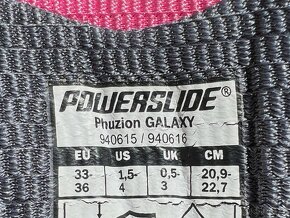 POWERSLIDE®
Phuzion GALAXY
940615 / 940616
EU US UK CM
33- 1,5- 0,5- 20,9-
36 4 3 22,7